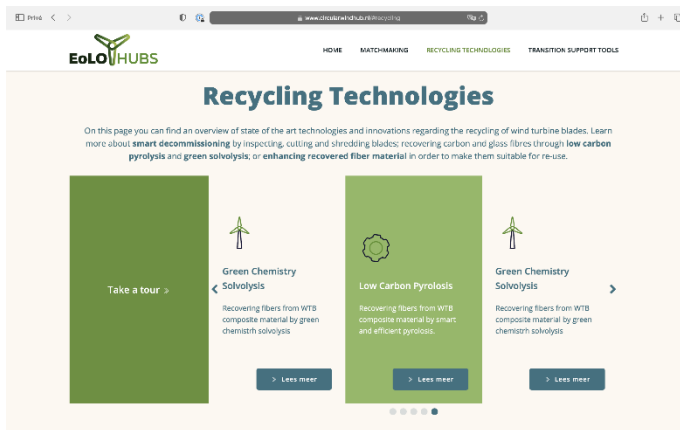 Privé
www.circularwindhub.nl/#recycling
EoLO HUBS
HOME MATCHMAKING RECYCLING TECHNOLOGIES TRANSITION SUPPORT TOOLS
Recycling Technologies
On this page you can find an overview of state of the art technologies and innovations regarding the recycling of wind turbine blades. Learn
more about smart decommissioning by inspecting, cutting and shredding blades; recovering carbon and glass fibres through low carbon
pyrolysis and green solvolysis; or enhancing recovered fiber material in order to make them suitable for re-use.
Take a tour »
Green Chemistry
Solvolysis
Recovering fibers from WTB
composite material by green
chemistrh solvolysis
> Lees meer
Low Carbon Pyrolosis
Recovering fibers from WTB
composite material by smart
and efficient pyrolosis.
> Lees meer
Green Chemistry
Solvolysis
Recovering fibers from WTB
composite material by green
chemistrh solvolysis
> Lees meer